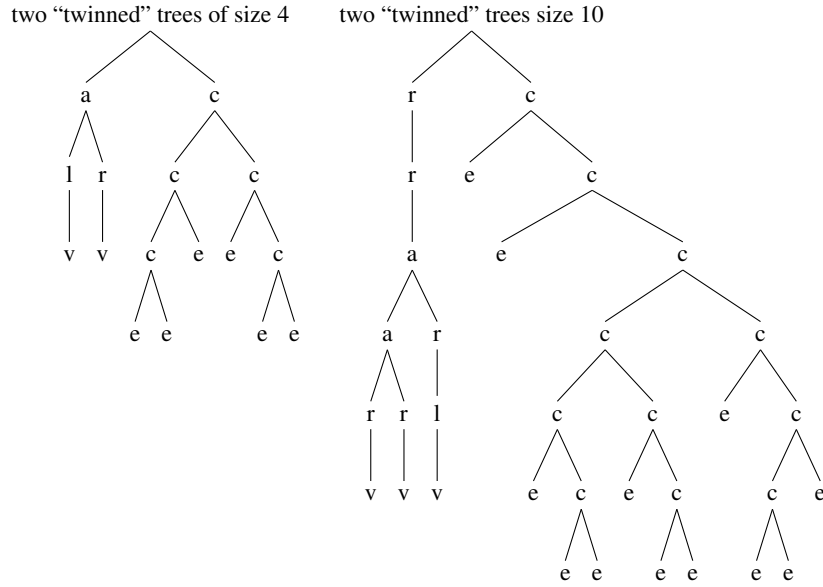 two “twinned” trees of size 4
a c
l r c c
v v c e e c
e e e e
two “twinned” trees size 10
r c
r e c
a e c
a r c c
r r l c c e c
v v v e c e c c e
e e e e e e